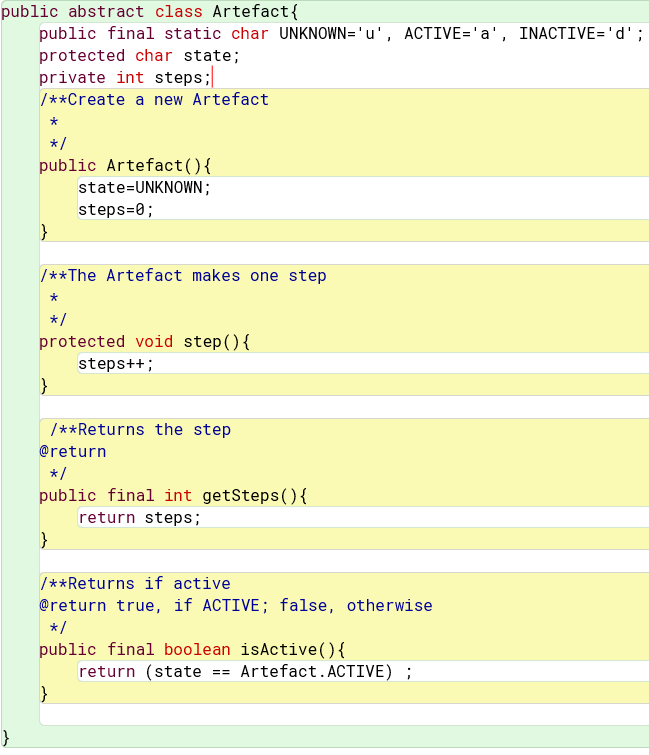 public abstract class Artefact{
public final static char UNKNOWN='u', ACTIVE='a', INACTIVE='d';
protected char state;
private int steps;
/**Create a new Artefact
*
*/
public Artefact(){
state=UNKNOWN;
steps=0;
}
/**The Artefact makes one step
*
*/
protected void step(){
steps++;
}
/**Returns the step
@return
*/
public final int getSteps(){
return steps;
}
/**Returns if active
@return true, if ACTIVE; false, otherwise
*/
public final boolean isActive(){
return (state == Artefact.ACTIVE) ;
}
}